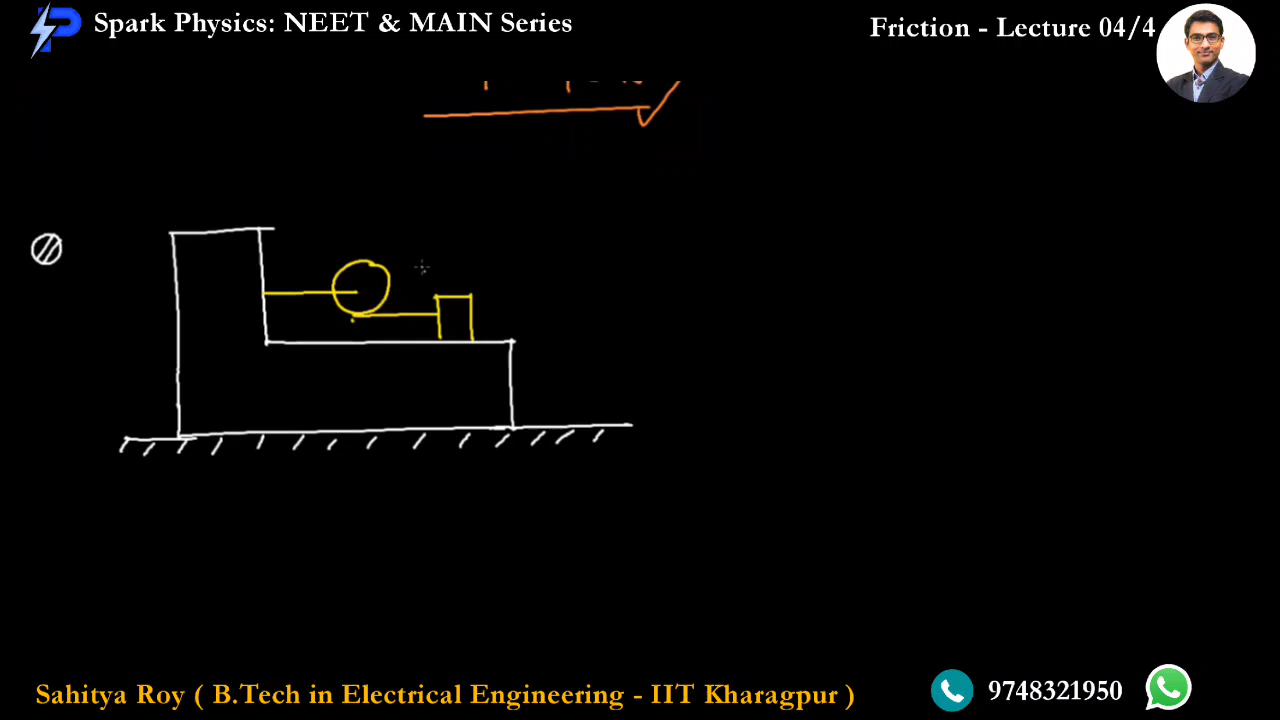 Spark Physics: NEET & MAIN Series
Friction - Lecture 04/4
Sahitya Roy ( B.Tech in Electrical Engineering - IIT Kharagpur )
9748321950